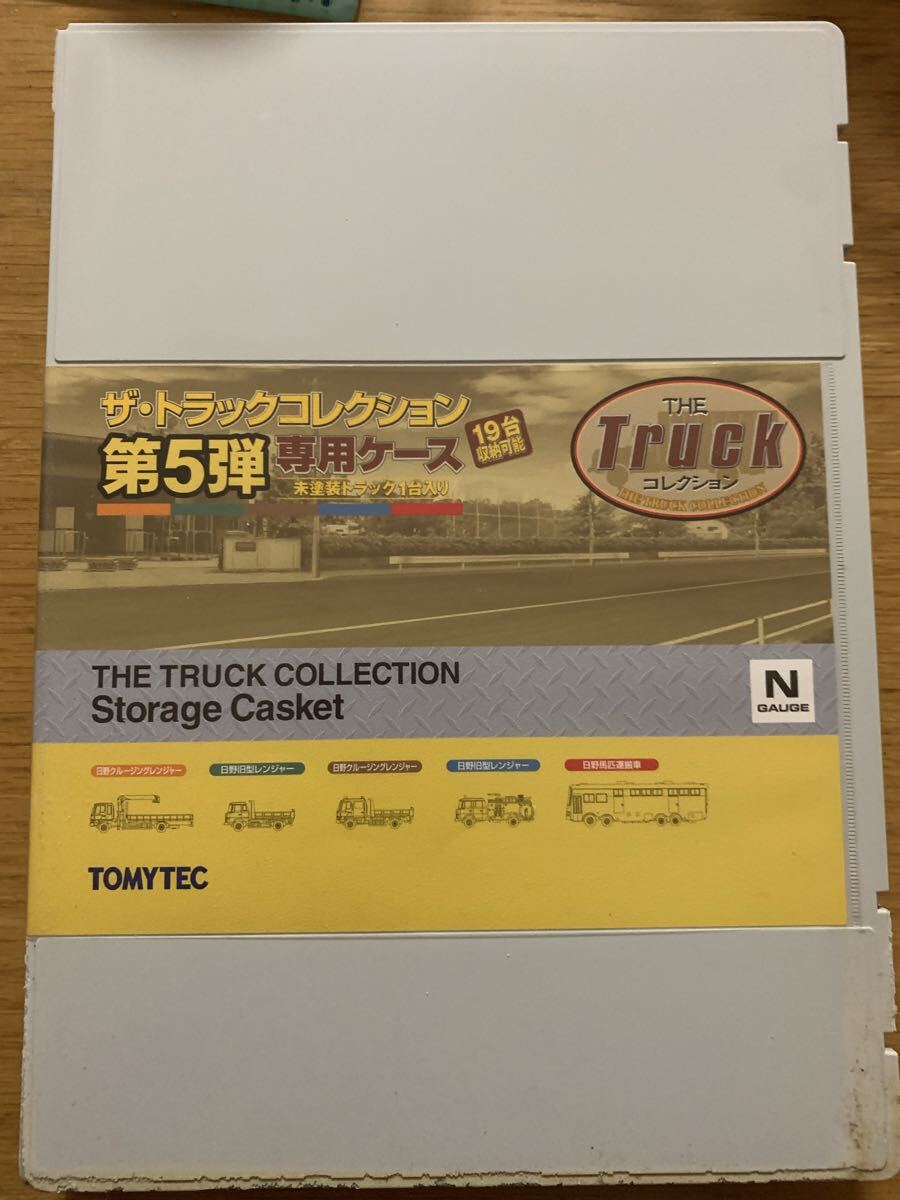 ザ・トラックコレクション
第5弾 専用ケース
19台
収納可能
未塗装トラック1台入り
THE
Truck
コレクション
THE TRUCK COLLECTION
THE TRUCK COLLECTION
Storage Casket
N
GAUGE
日野クルージングレンジャー
日野旧型レンジャー
日野クルージングレンジャー
日野旧型レンジャー
日野馬匹運搬車
TOMYTEC